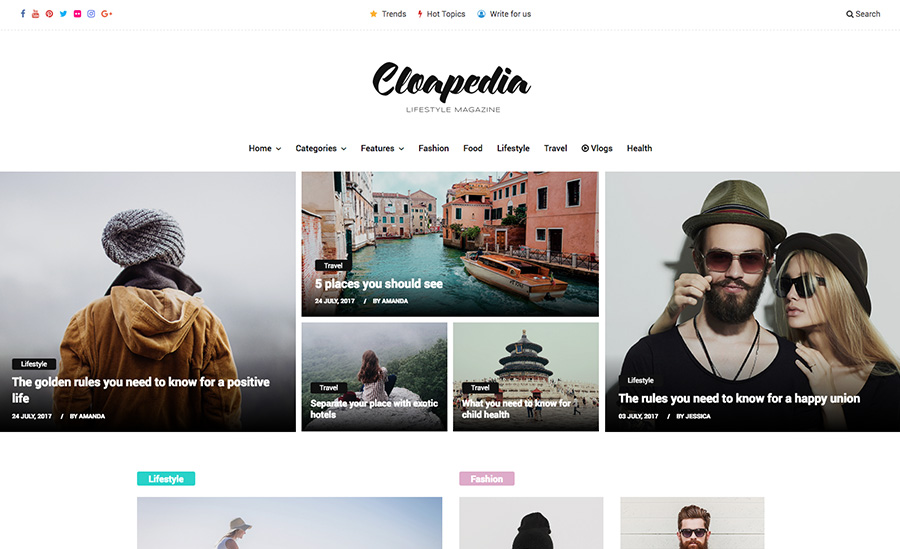 Trends Hot Topics Write for us Search
Cloapedia
LIFESTYLE MAGAZINE
Home Categories Features Fashion Food Lifestyle Travel Vlogs Health
Lifestyle
The golden rules you need to know for a positive
life
24 JULY, 2017 / BY AMANDA
Travel
5 places you should see
24 JULY, 2017 / BY AMANDA
Travel
Separate your place with exotic
hotels
Travel
What you need to know for
child health
Lifestyle
The rules you need to know for a happy union
03 JULY, 2017 / BY JESSICA
Lifestyle
Fashion